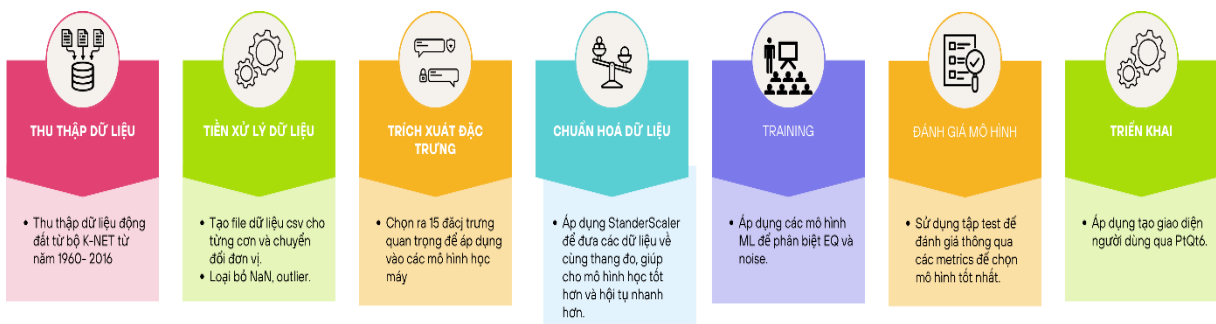 THU THẬP DỮ LIỆU
• Thu thập dữ liệu động
đất từ bộ K-NET từ
năm 1960- 2016
TIỀN XỬ LÝ DỮ LIỆU
• Tạo file dữ liệu csv cho
từng cơn và chuyển
đổi đơn vị.
• Loại bỏ NaN, outlier.
TRÍCH XUẤT ĐẶC
TRƯNG
• Chọn ra 15 đăcj trưng
quan trọng để áp dụng
vào các mô hình học
máy
CHUẨN HOÁ DỮ LIỆU
• Áp dụng StanderScaler
để đưa các dữ liệu về
cùng thang đo, giúp
cho mô hình học tốt
hơn và hội tụ nhanh
hơn.
TRAINING
• Áp dụng các mô hình
ML để phân biệt EQ và
noise.
ĐÁNH GIÁ MÔ HÌNH
• Sử dụng tập test để
đánh giá thông qua
các metrics để chọn
mô hình tốt nhất.
TRIỂN KHAI
• Áp dụng tạo giao diện
người dùng qua PtQt6.